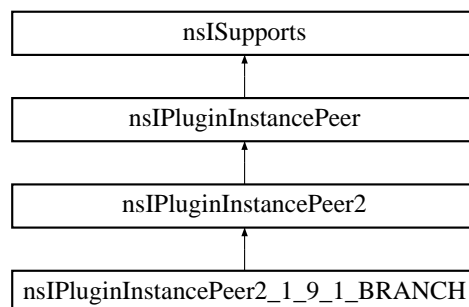 nsISupports
nsIPluginInstancePeer
nsIPluginInstancePeer2
nsIPluginInstancePeer2_1_9_1_BRANCH